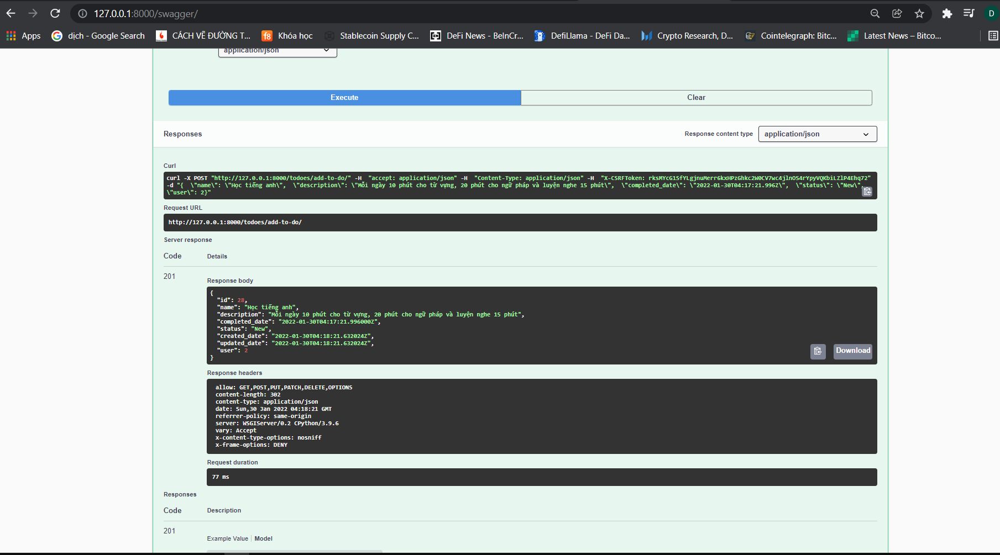 127.0.0.1:8000/swagger/
D
Apps
dịch - Google Search
CÁCH VẼ ĐƯỜNG T...
f8
Khóa học
Stablecoin Supply C...
DeFi News - BeInCr...
DefiLlama - DeFi Da...
Crypto Research, D...
Cointelegraph: Bitc...
Latest News – Bitco...
application/json
Execute
Clear
Responses
Response content type
application/json
Curl
curl -X POST "http://127.0.0.1:8000/todoes/add-to-do/" -H  "accept: application/json" -H  "Content-Type: application/json" -H  "X-CSRFToken: rksMYcG1SfYLgjnuMerr6kxHPzGhkc2W0CV7wc4jlnOS4rYpyVQKbiLZlP4Ehq72"
-d "{  \"name\": \"Học tiếng anh\",  \"description\": \"Mỗi ngày 10 phút cho từ vựng, 20 phút cho ngữ pháp và luyện nghe 15 phút\",  \"completed_date\": \"2022-01-30T04:17:21.996Z\",  \"status\": \"New\",
\"user\": 2}"
Request URL
http://127.0.0.1:8000/todoes/add-to-do/
Server response
Code
Details
201
Response body
{
"id": 28,
"name": "Học tiếng anh",
"description": "Mỗi ngày 10 phút cho từ vựng, 20 phút cho ngữ pháp và luyện nghe 15 phút",
"completed_date": "2022-01-30T04:17:21.996000Z",
"status": "New",
"created_date": "2022-01-30T04:18:21.632024Z",
"updated_date": "2022-01-30T04:18:21.632024Z",
"user": 2
}
Download
Response headers
allow: GET,POST,PUT,PATCH,DELETE,OPTIONS
content-length: 302
content-type: application/json
date: Sun,30 Jan 2022 04:18:21 GMT
referrer-policy: same-origin
server: WSGIServer/0.2 CPython/3.9.6
vary: Accept
x-content-type-options: nosniff
x-frame-options: DENY
Request duration
77 ms
Responses
Code
Description
201
Example Value
Model